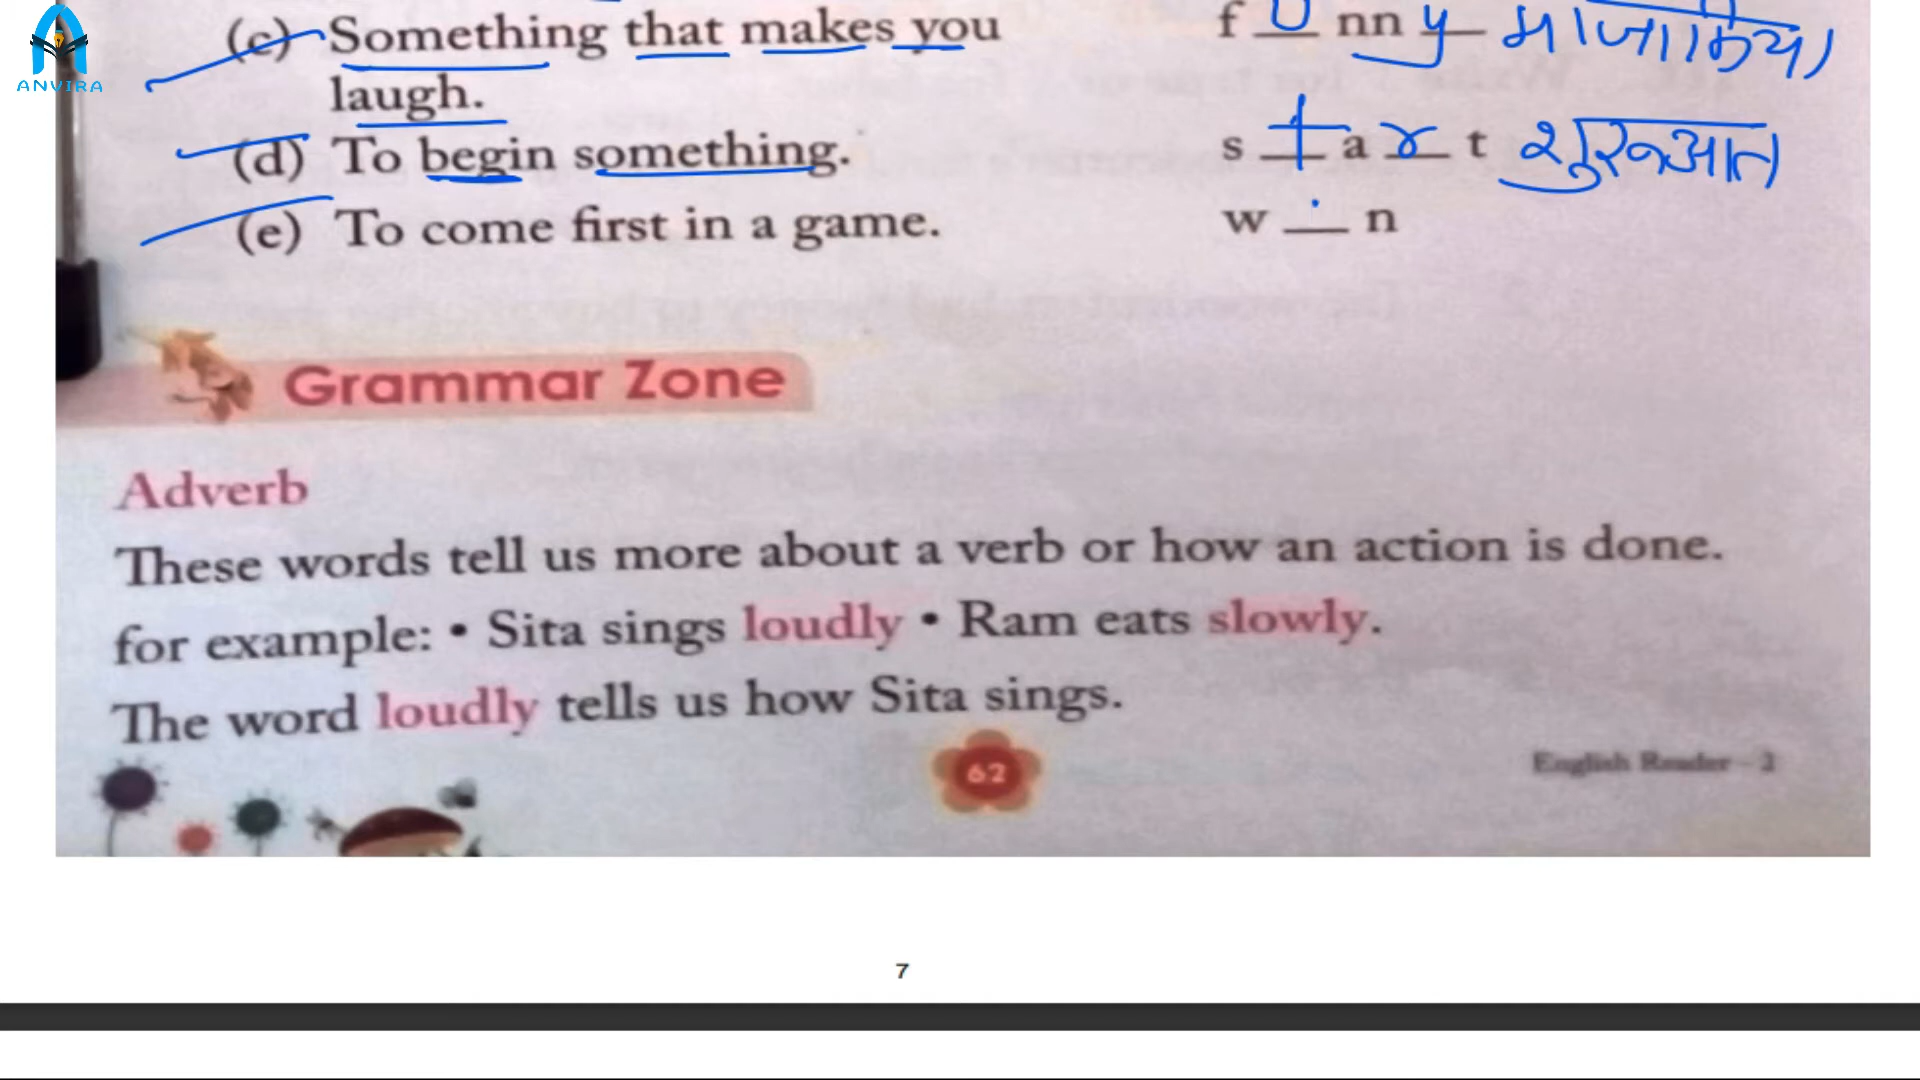 ANVIRA
(c) Something that makes you f U nn y माजाकिया
laugh.
(d) To begin something. s t a r t शुरूआत
(e) To come first in a game. w __ n
Grammar Zone
Adverb
These words tell us more about a verb or how an action is done.
for example: • Sita sings loudly • Ram eats slowly.
The word loudly tells us how Sita sings.
62
English Reader – 2
7